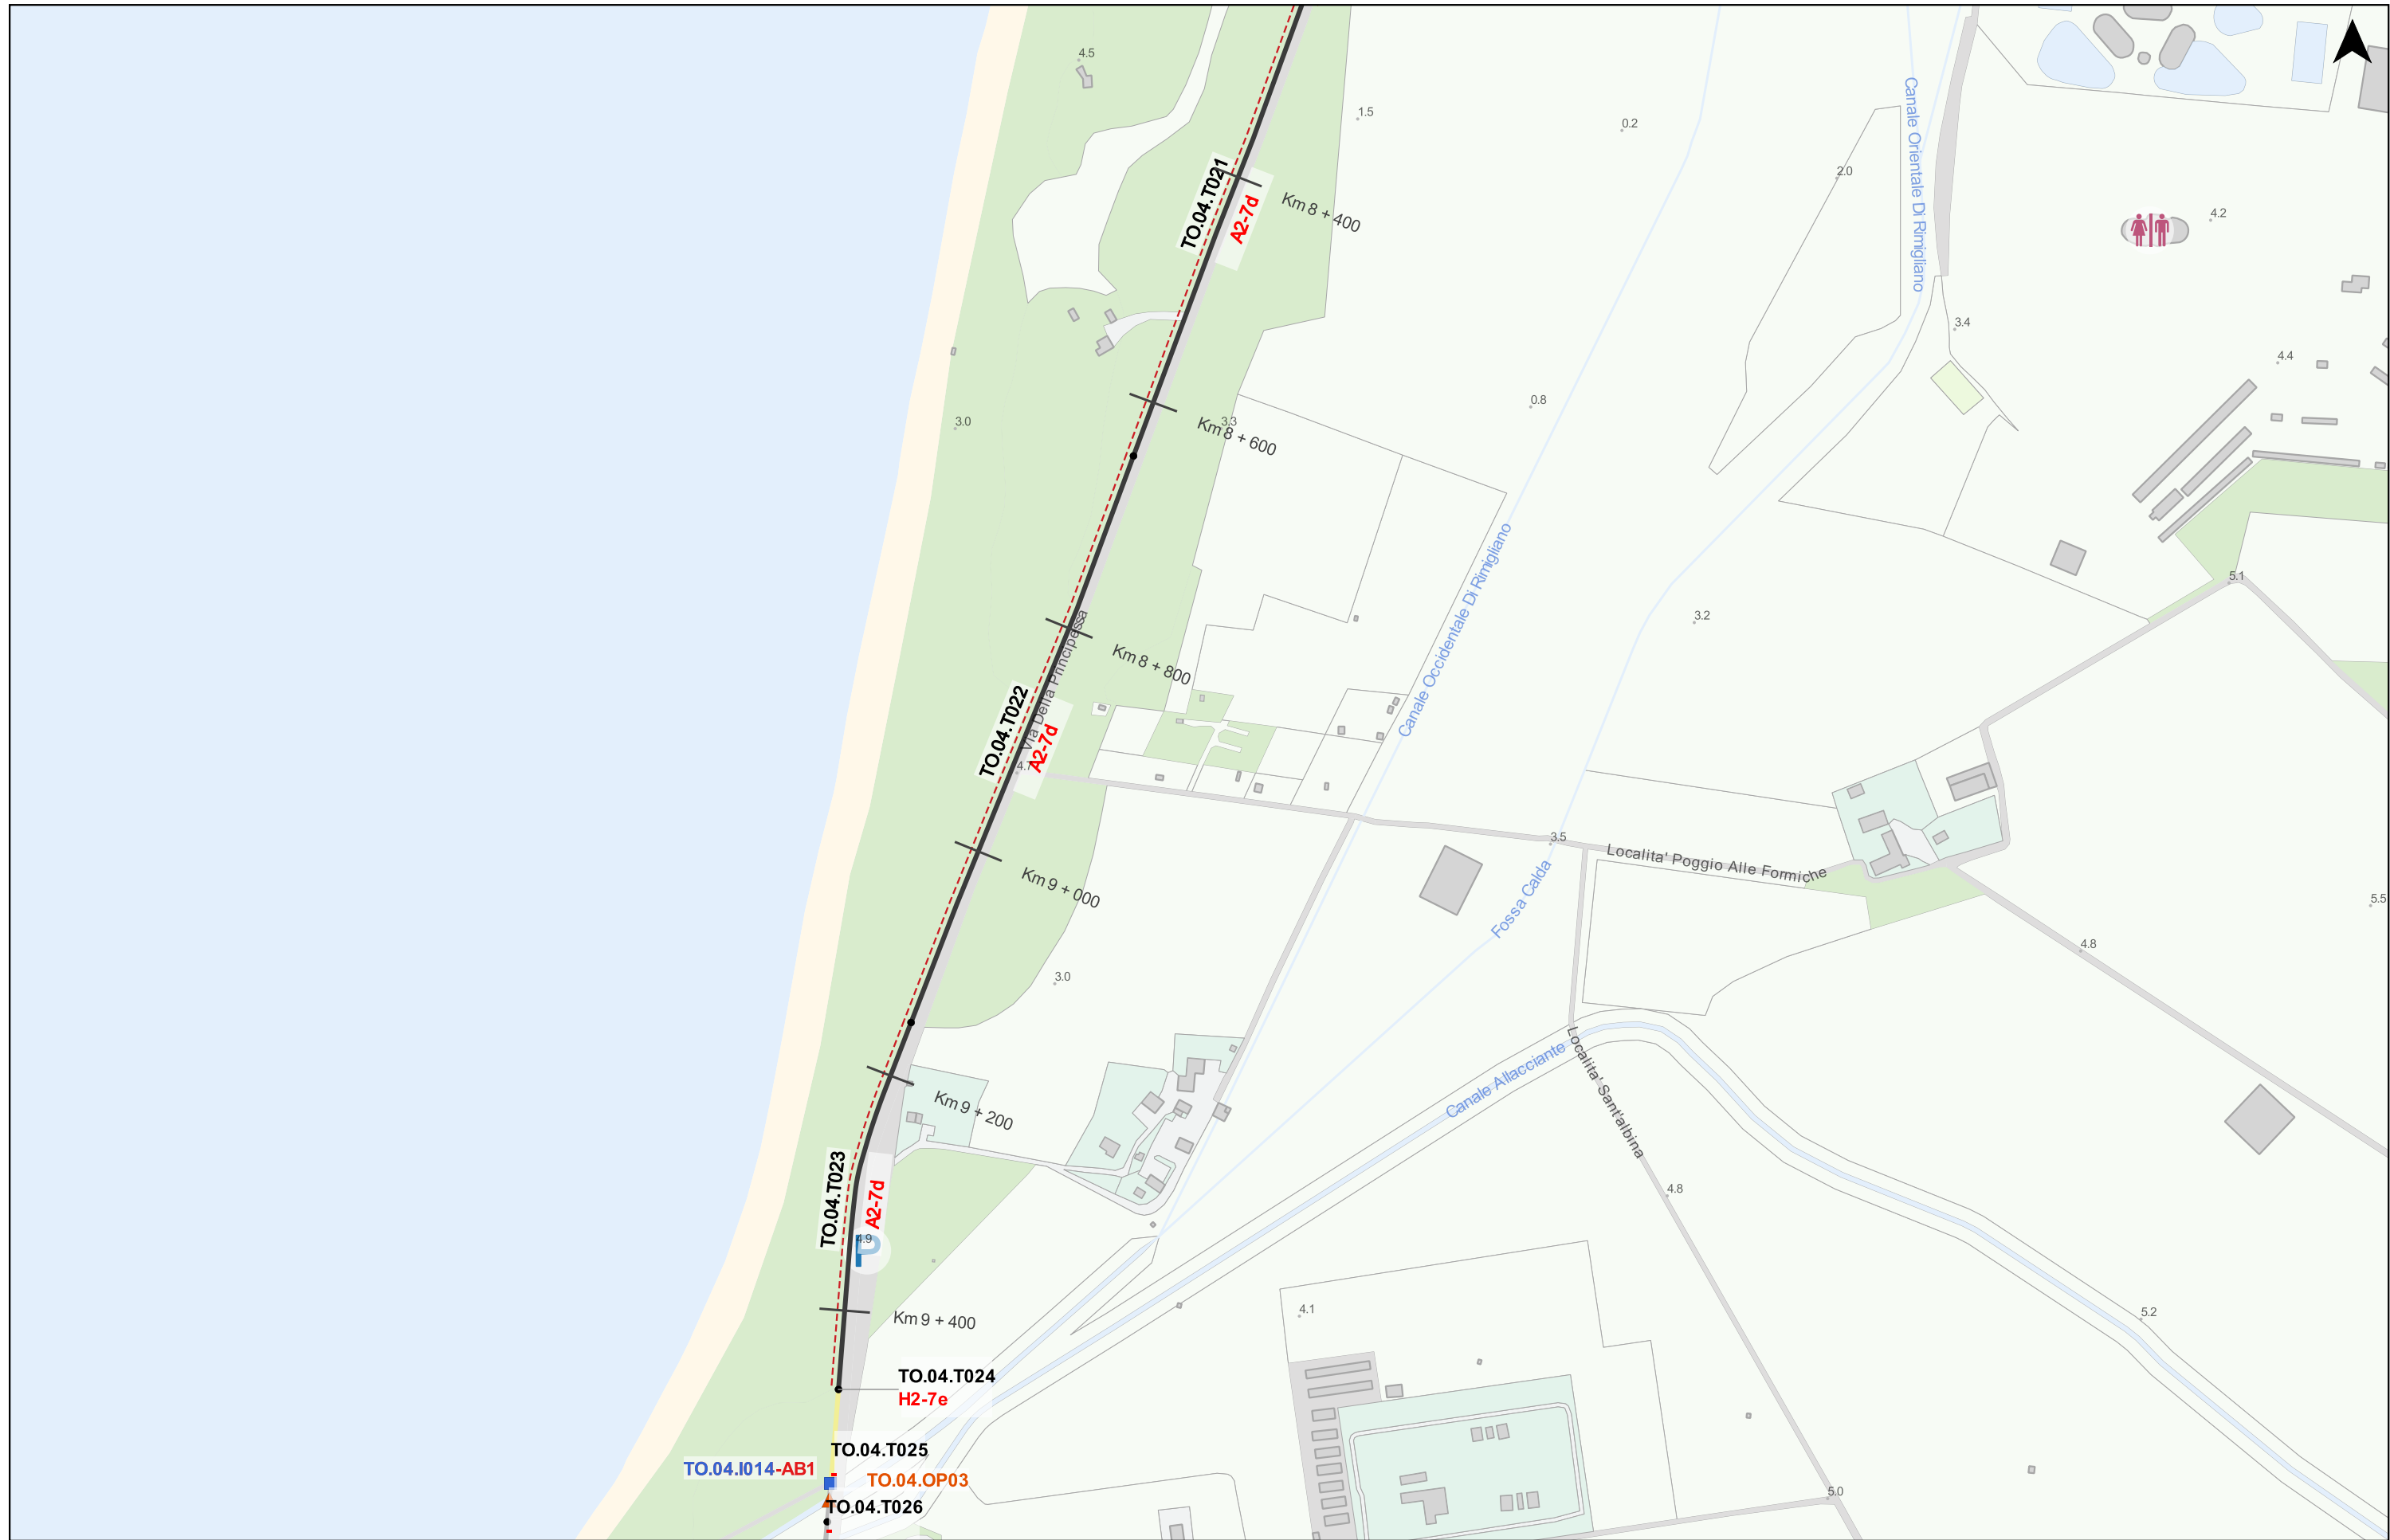 4.5
1.5
0.2
2.0
4.2
3.4
4.4
TO.04.T021
A2-7d
Km 8 + 400
Canale Orientale Di Rimigliano
3.0
3.3
Km 8 + 600
0.8
Canale Occidentale Di Rimigliano
5.1
3.2
Via Della Principessa
Km 8 + 800
TO.04.T022
A2-7d
4.7
3.5
Localita' Poggio Alle Formiche
Km 9 + 000
Fossa Calda
5.5
4.8
3.0
Canale Allacciante
Localita' Sant'albina
Km 9 + 200
TO.04.T023
A2-7d
4.8
4.9
P
Km 9 + 400
4.1
5.2
TO.04.T024
H2-7e
TO.04.T025
TO.04.I014-AB1
TO.04.OP03
TO.04.T026
5.0